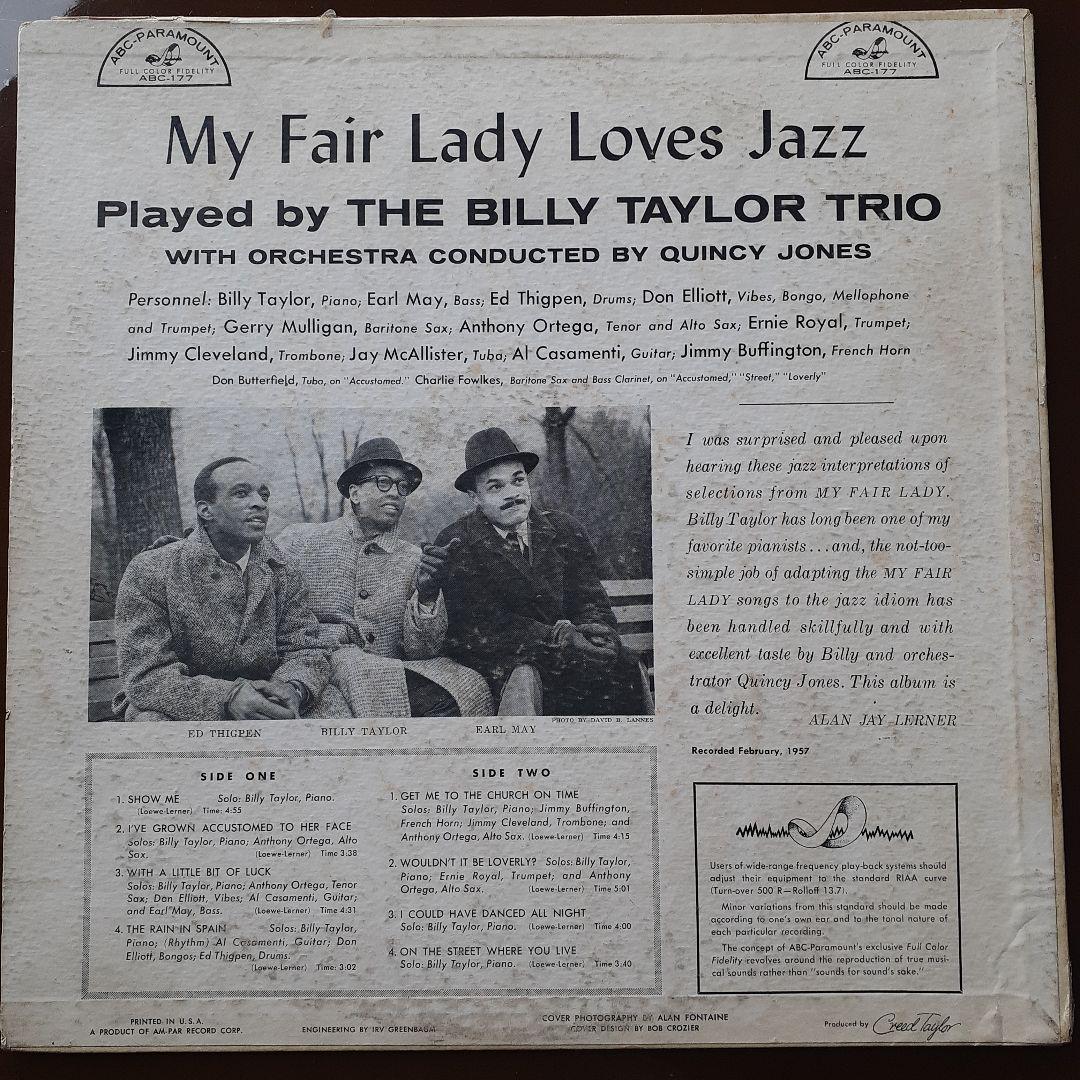 ABC-PARAMOUNT
FULL COLOR FIDELITY
ABC-177
ABC-PARAMOUNT
FULL COLOR FIDELITY
ABC-177
My Fair Lady Loves Jazz
Played by THE BILLY TAYLOR TRIO
WITH ORCHESTRA CONDUCTED BY QUINCY JONES
Personnel: Billy Taylor, Piano; Earl May, Bass; Ed Thigpen, Drums; Don Elliott, Vibes, Bongo, Mellophone
and Trumpet; Gerry Mulligan, Baritone Sax; Anthony Ortega, Tenor and Alto Sax; Ernie Royal, Trumpet;
Jimmy Cleveland, Trombone; Jay McAllister, Tuba; Al Casamenti, Guitar; Jimmy Buffington, French Horn
Don Butterfield, Tuba, on "Accustomed." Charlie Fowlkes, Baritone Sax and Bass Clarinet, on "Accustomed," "Street," "Loverly"
I was surprised and pleased upon
hearing these jazz interpretations of
selections from MY FAIR LADY.
Billy Taylor has long been one of my
favorite pianists...and, the not-too-
simple job of adapting the MY FAIR
LADY songs to the jazz idiom has
been handled skillfully and with
excellent taste by Billy and orches-
trator Quincy Jones. This album is
a delight.
ALAN JAY LERNER
PHOTO BY DAVID B. LANNES
ED THIGPEN BILLY TAYLOR EARL MAY
Recorded February, 1957
SIDE ONE
1. SHOW ME Solo: Billy Taylor, Piano.
(Loewe-Lerner) Time: 4:55
2. I'VE GROWN ACCUSTOMED TO HER FACE
Solos: Billy Taylor, Piano; Anthony Ortega, Alto
Sax. (Loewe-Lerner) Time 3:38
3. WITH A LITTLE BIT OF LUCK
Solos: Billy Taylor, Piano; Anthony Ortega, Tenor
Sax; Don Elliott, Vibes; Al Casamenti, Guitar;
and Earl May, Bass. (Loewe-Lerner) Time 4:31
4. THE RAIN IN SPAIN Solos: Billy Taylor,
Piano; (Rhythm) Al Casamenti, Guitar; Don
Elliott, Bongos; Ed Thigpen, Drums.
(Loewe-Lerner) Time: 3:02
SIDE TWO
1. GET ME TO THE CHURCH ON TIME
Solos: Billy Taylor, Piano; Jimmy Buffington,
French Horn; Jimmy Cleveland, Trombone; and
Anthony Ortega, Alto Sax. (Loewe-Lerner) Time 4:15
2. WOULDN'T IT BE LOVERLY? Solos: Billy Taylor,
Piano; Ernie Royal, Trumpet; and Anthony
Ortega, Alto Sax. (Loewe-Lerner) Time 5:01
3. I COULD HAVE DANCED ALL NIGHT
Solo: Billy Taylor, Piano. (Loewe-Lerner) Time 4:00
4. ON THE STREET WHERE YOU LIVE
Solo: Billy Taylor, Piano. (Loewe-Lerner) Time 3:40
Users of wide-range frequency play-back systems should
adjust their equipment to the standard RIAA curve
(Turn-over 500 R—Rolloff 13.7).
Minor variations from this standard should be made
according to one's own ear and to the tonal nature of
each particular recording.
The concept of ABC-Paramount's exclusive Full Color
Fidelity revolves around the reproduction of true musi-
cal sounds rather than "sounds for sound's sake."
PRINTED IN U.S.A.
A PRODUCT OF AM-PAR RECORD CORP.
ENGINEERING BY IRV GREENBAUM
COVER PHOTOGRAPHY BY ALAN FONTAINE
COVER DESIGN BY BOB CROZIER
Produced by Creed Taylor